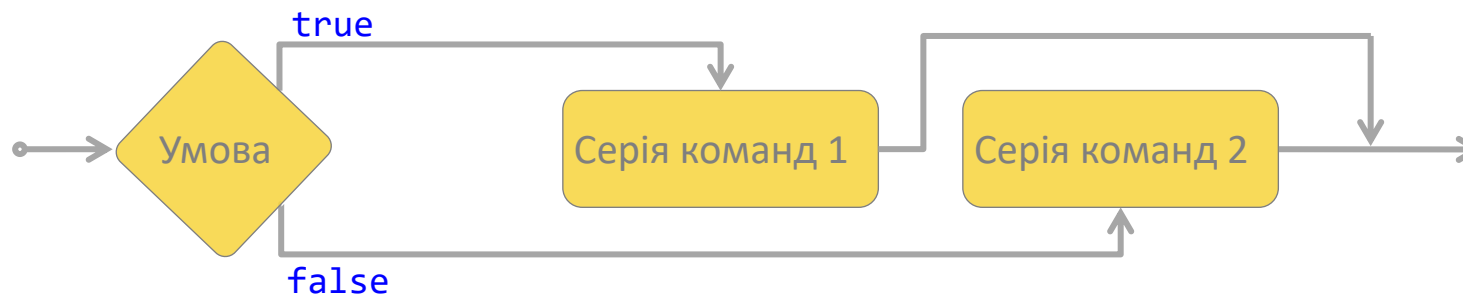 true
Умова
Серія команд 1
Серія команд 2
false